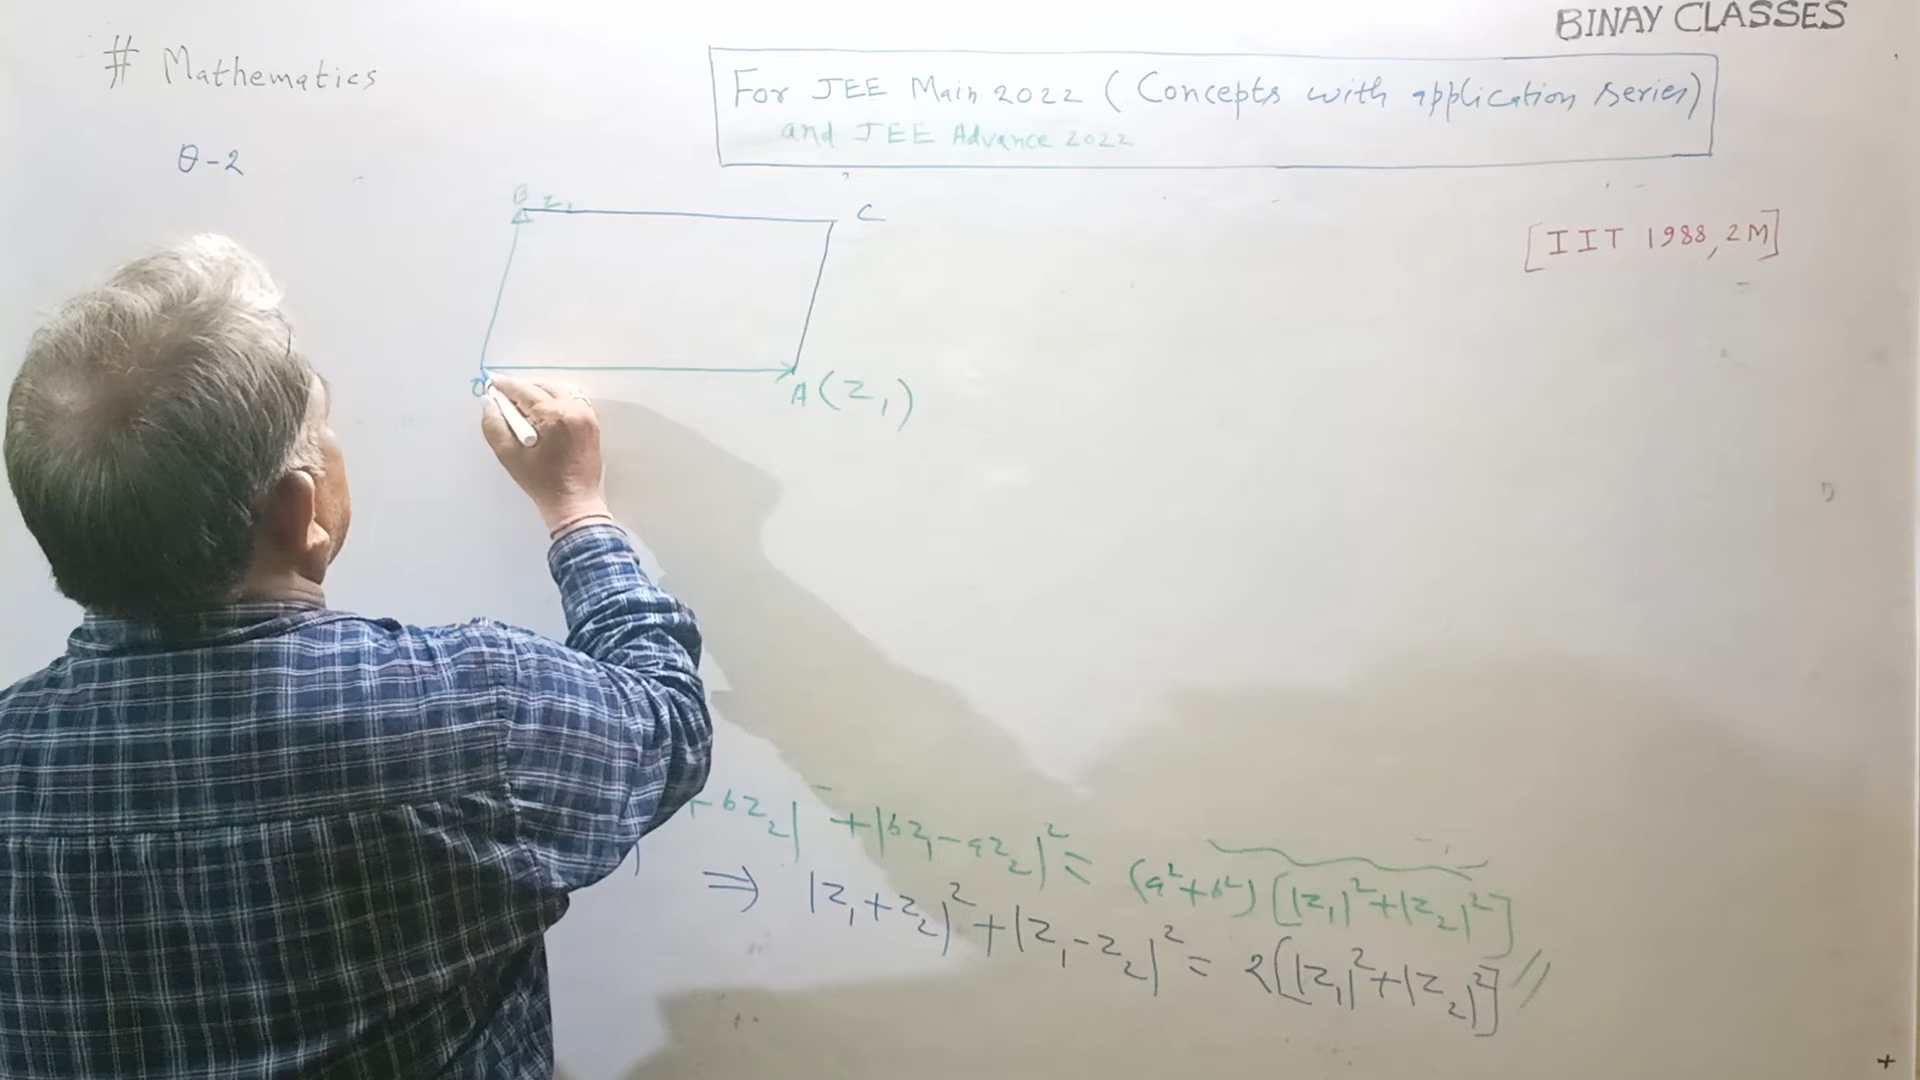 BINAY CLASSES
# Mathematics
For JEE Main 2022 (Concepts with application series)
and JEE Advance 2022
θ-2
B z₂
C
[IIT 1988, 2M]
O
A(z₁)
bz₂|² + |bz₁-az₂|² = (a²+b²)[|z₁|²+|z₂|²]
⇒ |z₁+z₂|² + |z₁-z₂|² = 2[|z₁|²+|z₂|²]//